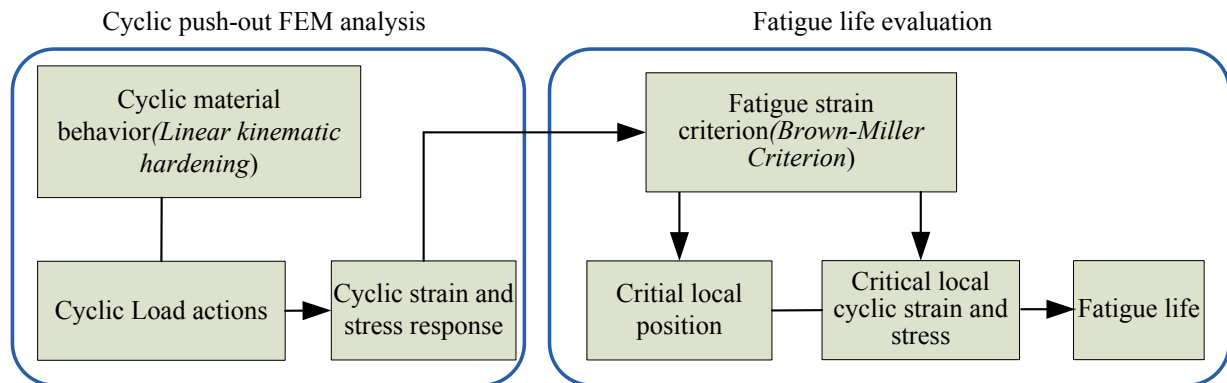 Cyclic push-out FEM analysis
Cyclic material
behavior(Linear kinematic
hardening)
Cyclic Load actions
Cyclic strain and
stress response
Fatigue life evaluation
Fatigue strain
criterion(Brown-Miller
Criterion)
Critial local
position
Critical local
cyclic strain and
stress
Fatigue life